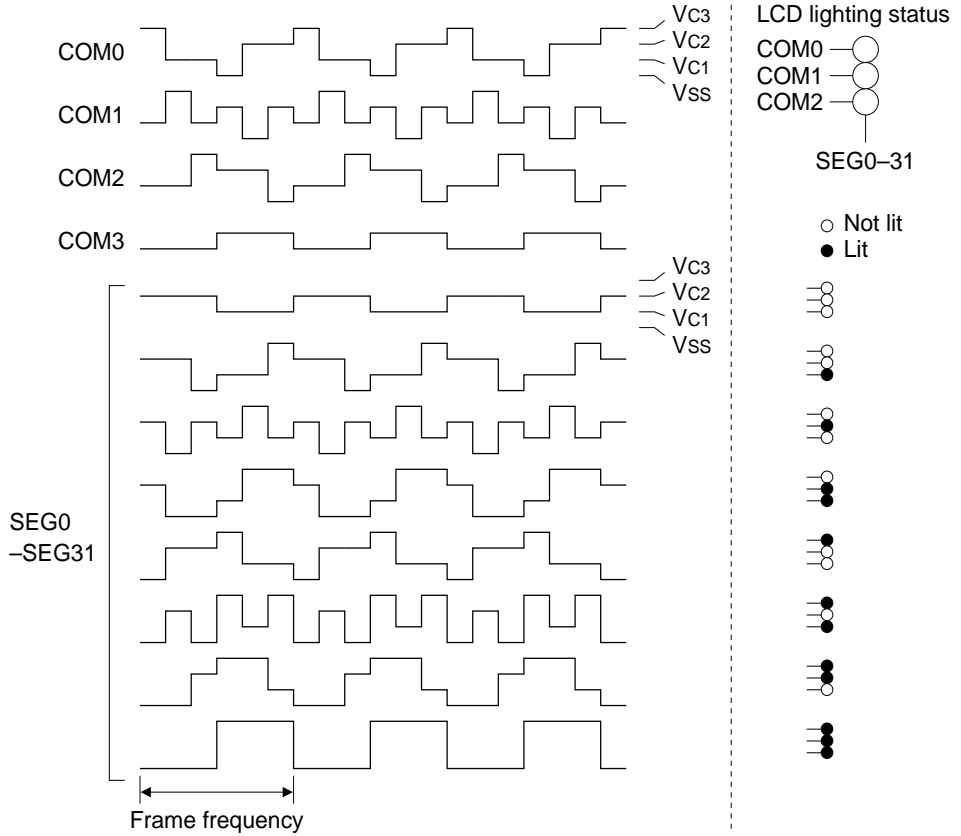 COM0
COM1
COM2
COM3
VC3
VC2
VC1
VSS
VC3
VC2
VC1
VSS
SEG0
–SEG31
Frame frequency
LCD lighting status
COM0
COM1
COM2
SEG0–31
Not lit
Lit